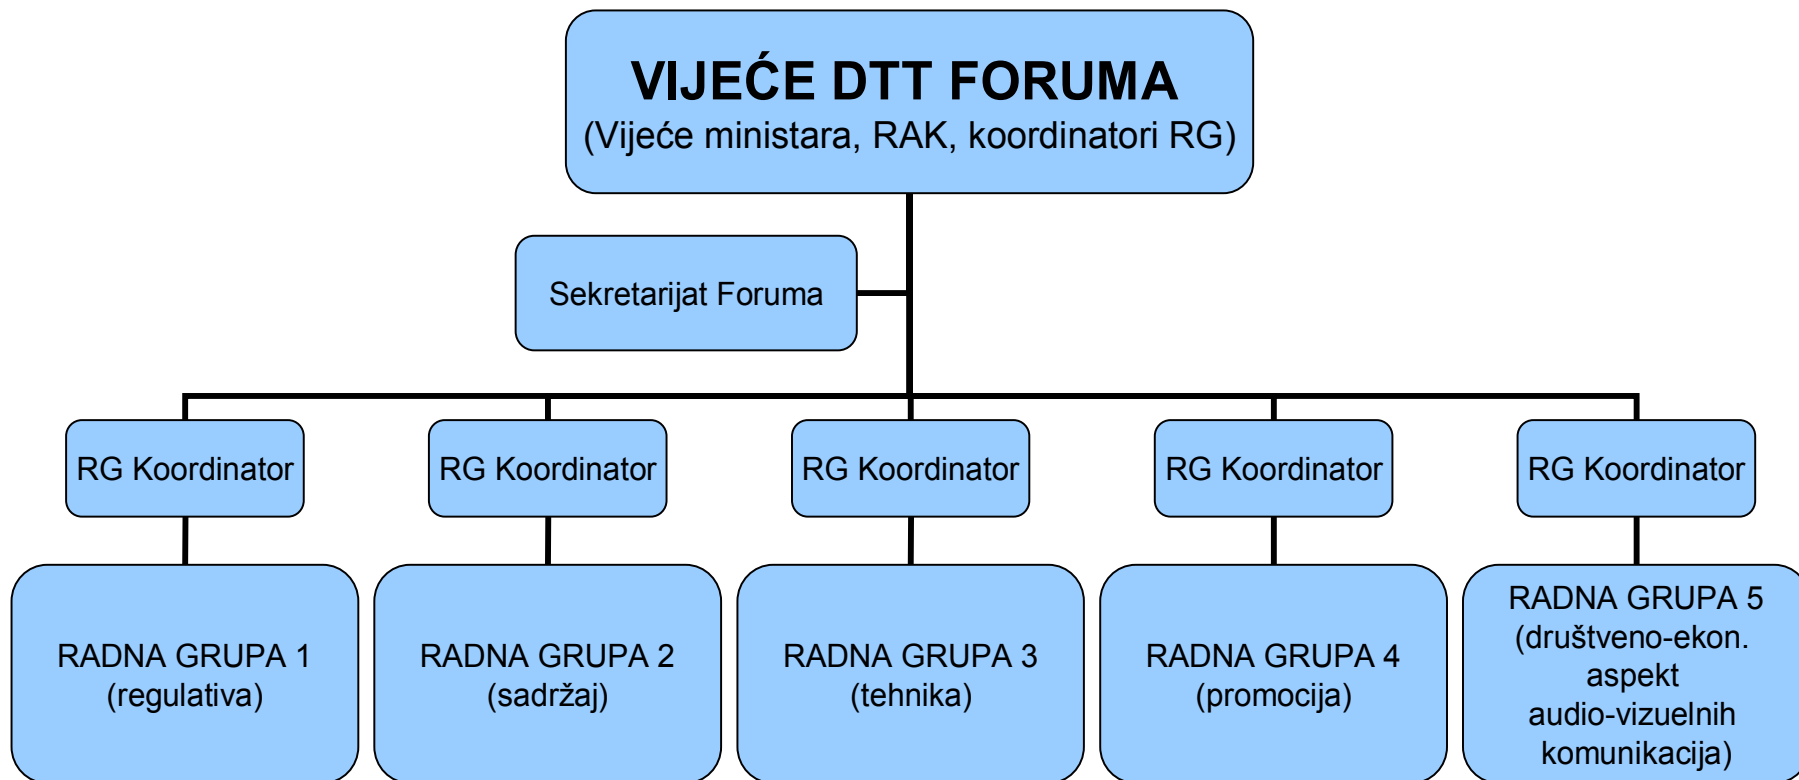 VIJEĆE DTT FORUMA
(Vijeće ministara, RAK, koordinatori RG)
Sekretarijat Foruma
RG Koordinator
RG Koordinator
RG Koordinator
RG Koordinator
RG Koordinator
RADNA GRUPA 1
(regulativa)
RADNA GRUPA 2
(sadržaj)
RADNA GRUPA 3
(tehnika)
RADNA GRUPA 4
(promocija)
RADNA GRUPA 5
(društveno-ekon.
aspekt
audio-vizuelnih
komunikacija)